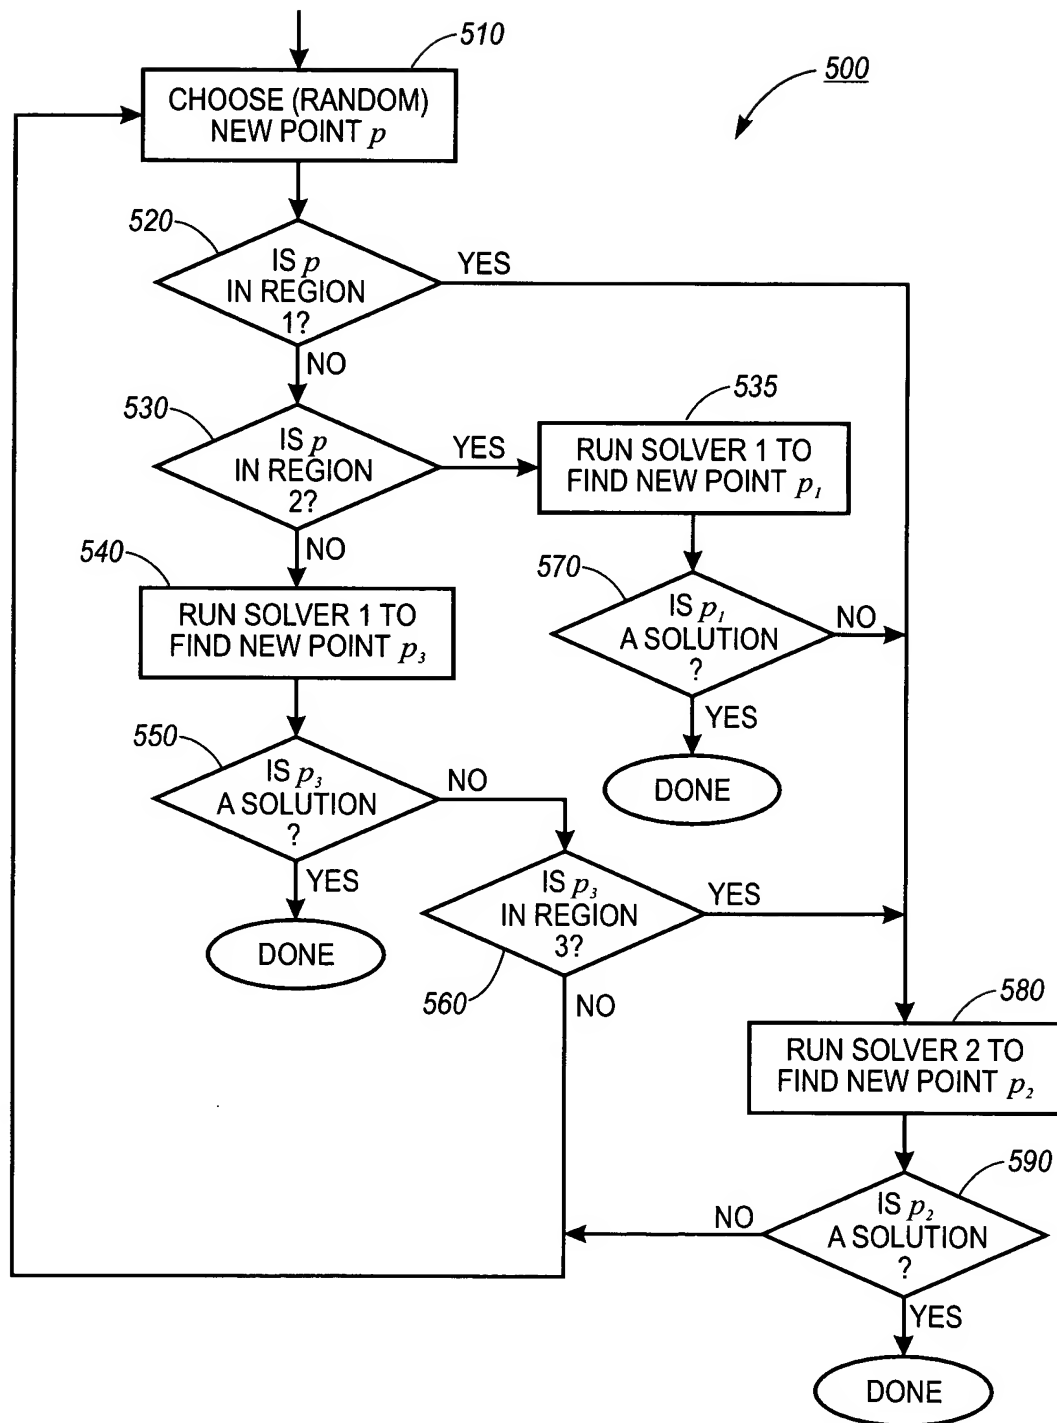 510
500
CHOOSE (RANDOM)
NEW POINT p
520
IS p
IN REGION
1?
YES
NO
530
IS p
IN REGION
2?
YES
NO
535
RUN SOLVER 1 TO
FIND NEW POINT p₁
540
RUN SOLVER 1 TO
FIND NEW POINT p₃
570
IS p₁
A SOLUTION
?
NO
YES
DONE
550
IS p₃
A SOLUTION
?
NO
YES
DONE
IS p₃
IN REGION
3?
YES
560
NO
580
RUN SOLVER 2 TO
FIND NEW POINT p₂
590
IS p₂
A SOLUTION
?
NO
YES
DONE